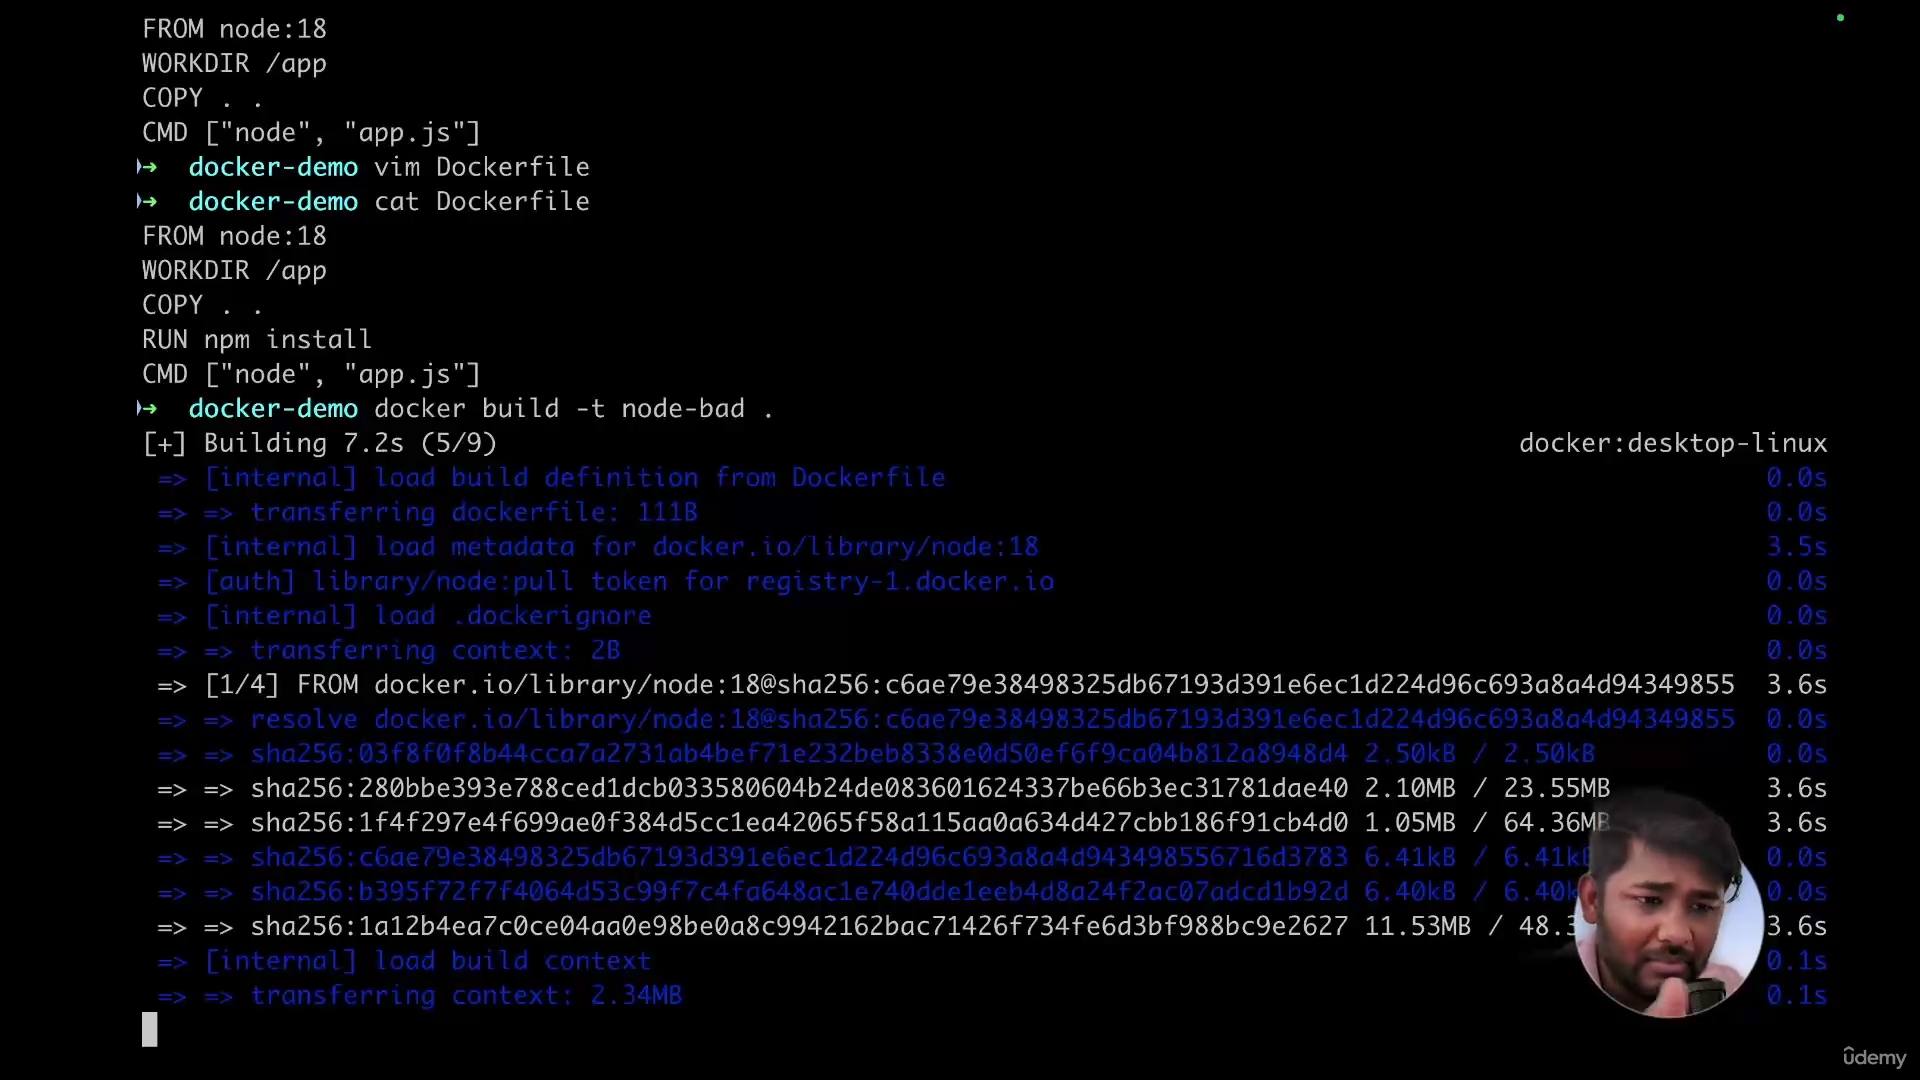 FROM node:18
WORKDIR /app
COPY . .
CMD ["node", "app.js"]
➜ docker-demo vim Dockerfile
➜ docker-demo cat Dockerfile
FROM node:18
WORKDIR /app
COPY . .
RUN npm install
CMD ["node", "app.js"]
➜ docker-demo docker build -t node-bad .
[+] Building 7.2s (5/9) docker:desktop-linux
=> [internal] load build definition from Dockerfile 0.0s
=> => transferring dockerfile: 111B 0.0s
=> [internal] load metadata for docker.io/library/node:18 3.5s
=> [auth] library/node:pull token for registry-1.docker.io 0.0s
=> [internal] load .dockerignore 0.0s
=> => transferring context: 2B 0.0s
=> [1/4] FROM docker.io/library/node:18@sha256:c6ae79e38498325db67193d391e6ec1d224d96c693a8a4d94349855 3.6s
=> => resolve docker.io/library/node:18@sha256:c6ae79e38498325db67193d391e6ec1d224d96c693a8a4d94349855 0.0s
=> => sha256:03f8f0f8b44cca7a2731ab4bef71e232beb8338e0d50ef6f9ca04b812a8948d4 2.50kB / 2.50kB 0.0s
=> => sha256:280bbe393e788ced1dcb033580604b24de083601624337be66b3ec31781dae40 2.10MB / 23.55MB 3.6s
=> => sha256:1f4f297e4f699ae0f384d5cc1ea42065f58a115aa0a634d427cbb186f91cb4d0 1.05MB / 64.36MB 3.6s
=> => sha256:c6ae79e38498325db67193d391e6ec1d224d96c693a8a4d943498556716d3783 6.41kB / 6.41k 0.0s
=> => sha256:b395f72f7f4064d53c99f7c4fa648ac1e740dde1eeb4d8a24f2ac07adcd1b92d 6.40kB / 6.40k 0.0s
=> => sha256:1a12b4ea7c0ce04aa0e98be0a8c9942162bac71426f734fe6d3bf988bc9e2627 11.53MB / 48.3 3.6s
=> [internal] load build context 0.1s
=> => transferring context: 2.34MB 0.1s
ûdemy